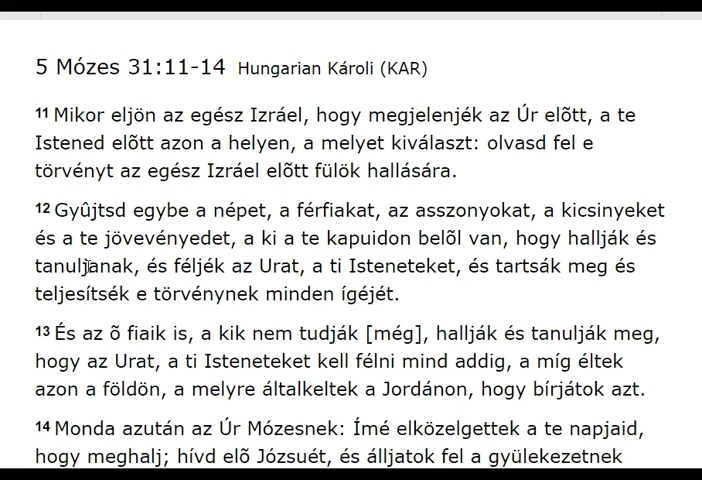 5 Mózes 31:11-14 Hungarian Károli (KAR)
11 Mikor eljön az egész Izráel, hogy megjelenjék az Úr elõtt, a te
Istened elõtt azon a helyen, a melyet kiválaszt: olvasd fel e
törvényt az egész Izráel elõtt fülök hallására.
12 Gyûjtsd egybe a népet, a férfiakat, az asszonyokat, a kicsinyeket
és a te jövevényedet, a ki a te kapuidon belõl van, hogy hallják és
tanuljanak, és féljék az Urat, a ti Isteneteket, és tartsák meg és
teljesítsék e törvénynek minden ígéjét.
13 És az õ fiaik is, a kik nem tudják [még], hallják és tanulják meg,
hogy az Urat, a ti Isteneteket kell félni mind addig, a míg éltek
azon a földön, a melyre általkeltek a Jordánon, hogy bírjátok azt.
14 Monda azután az Úr Mózesnek: Ímé elközelgettek a te napjaid,
hogy meghalj; hívd elõ Józsuét, és álljatok fel a gyülekezetnek